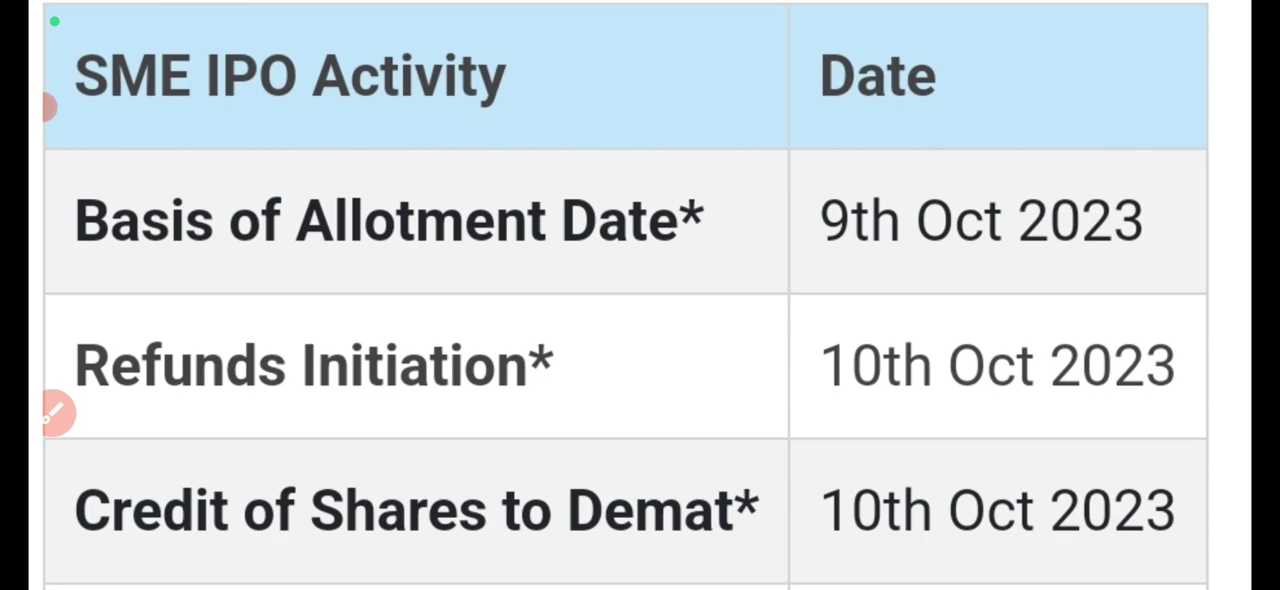 SME IPO Activity Date
Basis of Allotment Date* 9th Oct 2023
Refunds Initiation* 10th Oct 2023
Credit of Shares to Demat* 10th Oct 2023